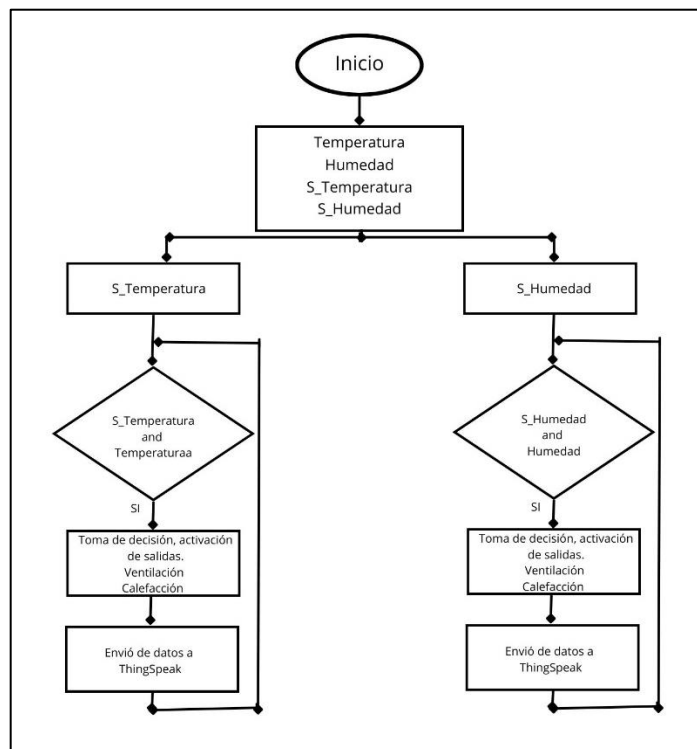 Inicio
Temperatura
Humedad
S_Temperatura
S_Humedad
S_Temperatura
S_Temperatura
and
Temperaturaa
SI
Toma de decisión, activación
de salidas.
Ventilación
Calefacción
Envió de datos a
ThingSpeak
S_Humedad
S_Humedad
and
Humedad
SI
Toma de decisión, activación
de salidas.
Ventilación
Calefacción
Envió de datos a
ThingSpeak